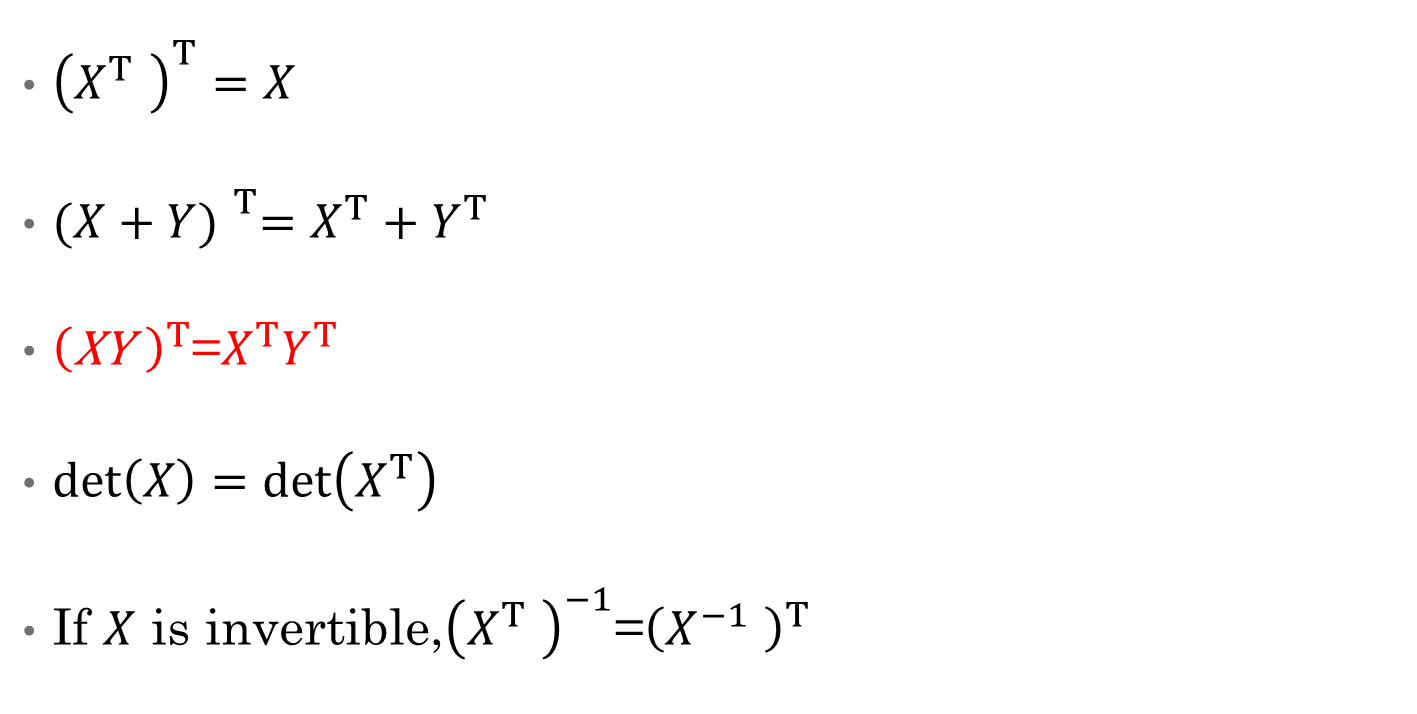 • (Xᵀ )ᵀ = X
• (X + Y) ᵀ= Xᵀ + Yᵀ
• (XY)ᵀ=XᵀYᵀ
• det(X) = det(Xᵀ)
• If X is invertible,(Xᵀ )⁻¹=(X⁻¹ )ᵀ